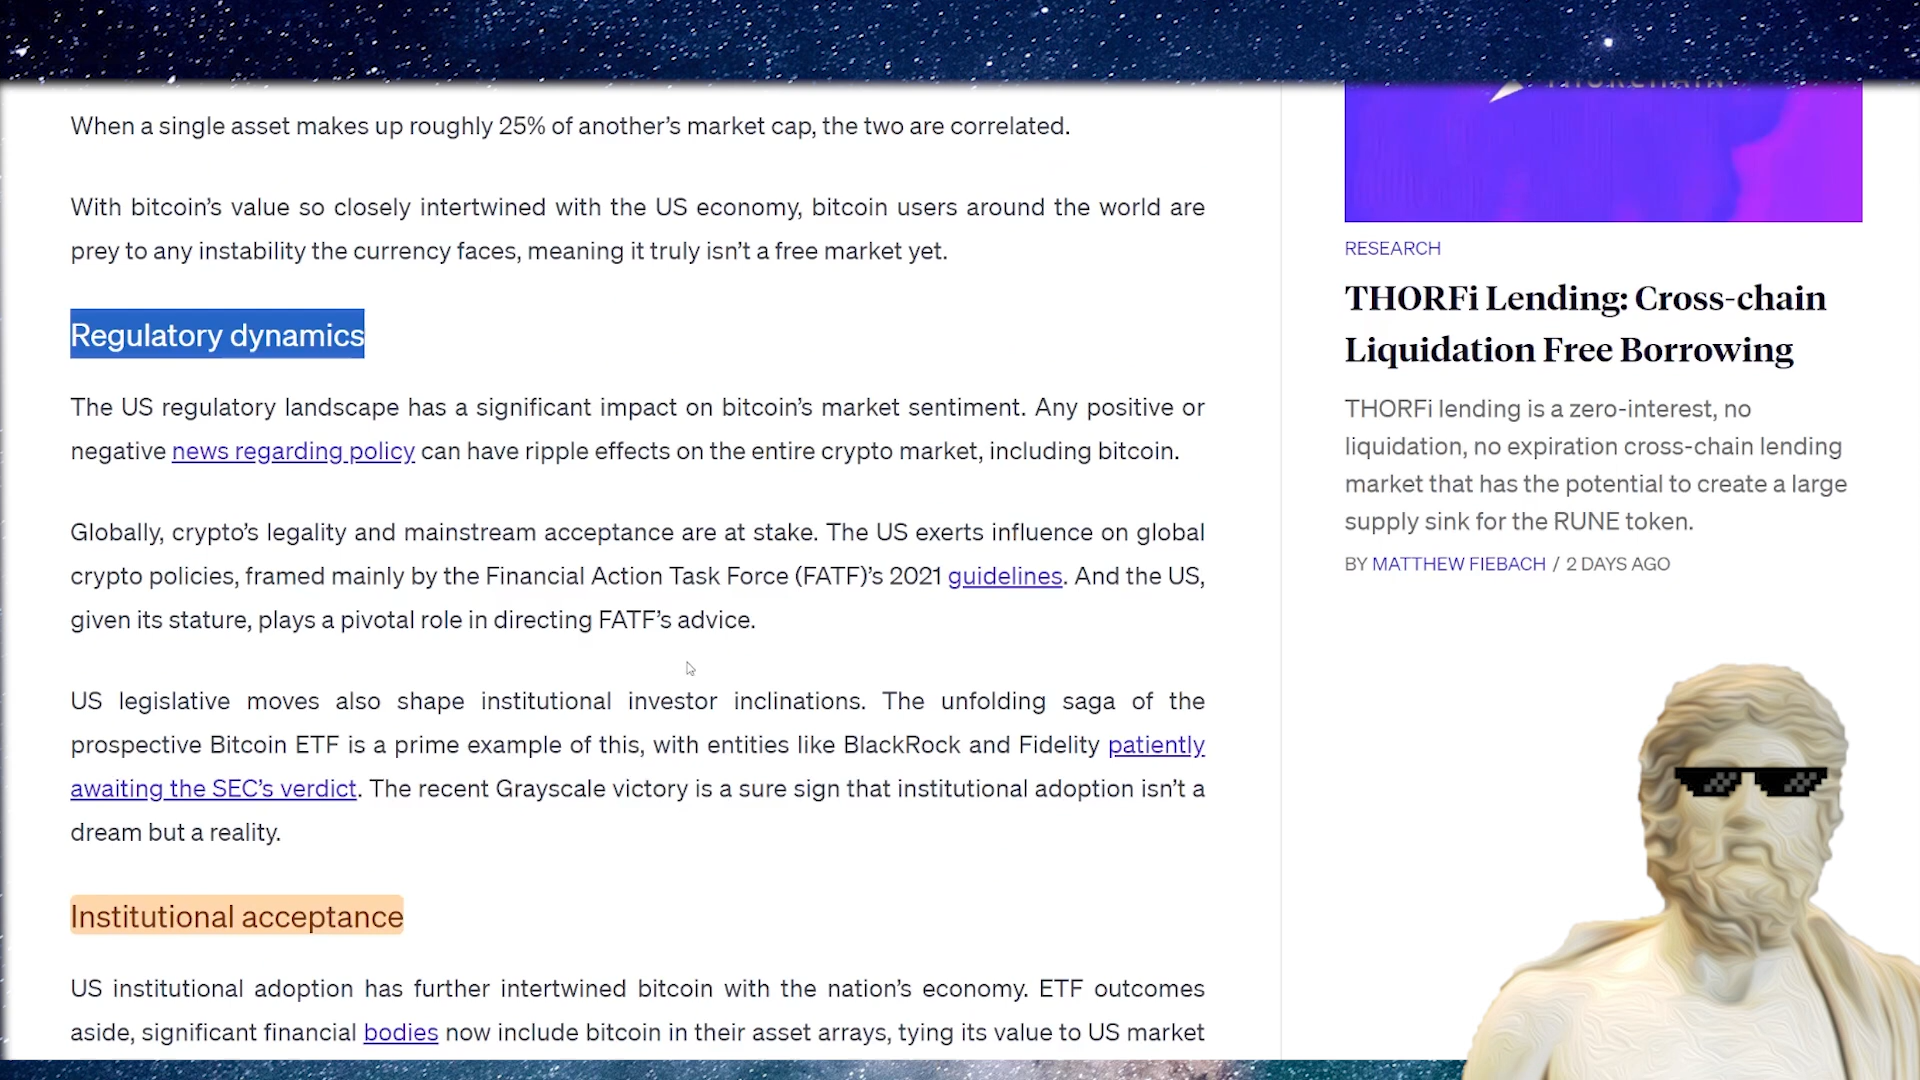 When a single asset makes up roughly 25% of another’s market cap, the two are correlated.
With bitcoin’s value so closely intertwined with the US economy, bitcoin users around the world are
prey to any instability the currency faces, meaning it truly isn’t a free market yet.
Regulatory dynamics
The US regulatory landscape has a significant impact on bitcoin’s market sentiment. Any positive or
negative news regarding policy can have ripple effects on the entire crypto market, including bitcoin.
Globally, crypto’s legality and mainstream acceptance are at stake. The US exerts influence on global
crypto policies, framed mainly by the Financial Action Task Force (FATF)’s 2021 guidelines. And the US,
given its stature, plays a pivotal role in directing FATF’s advice.
US legislative moves also shape institutional investor inclinations. The unfolding saga of the
prospective Bitcoin ETF is a prime example of this, with entities like BlackRock and Fidelity patiently
awaiting the SEC’s verdict. The recent Grayscale victory is a sure sign that institutional adoption isn’t a
dream but a reality.
Institutional acceptance
US institutional adoption has further intertwined bitcoin with the nation’s economy. ETF outcomes
aside, significant financial bodies now include bitcoin in their asset arrays, tying its value to US market
RESEARCH
THORFi Lending: Cross-chain
Liquidation Free Borrowing
THORFi lending is a zero-interest, no
liquidation, no expiration cross-chain lending
market that has the potential to create a large
supply sink for the RUNE token.
BY MATTHEW FIEBACH / 2 DAYS AGO